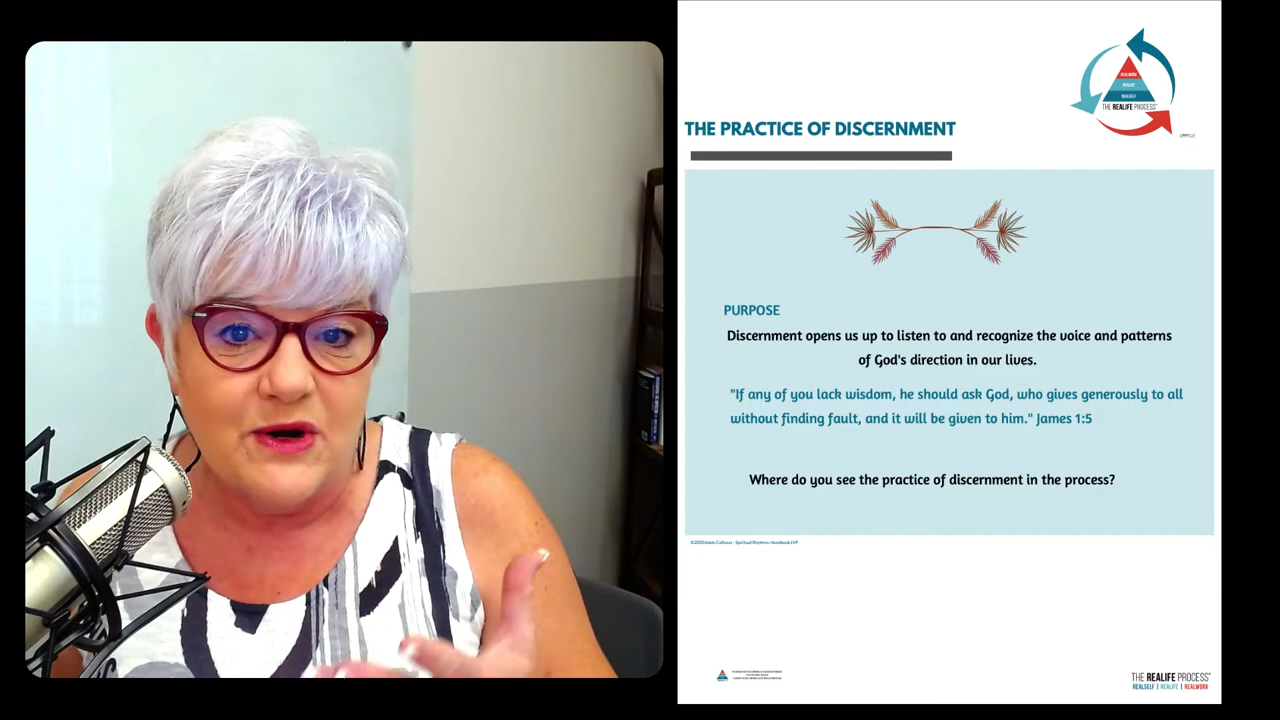 REALWORK
REALIFE
REALSELF
THE REALIFE PROCESS
THE PRACTICE OF DISCERNMENT
PURPOSE
Discernment opens us up to listen to and recognize the voice and patterns
of God's direction in our lives.
"If any of you lack wisdom, he should ask God, who gives generously to all
without finding fault, and it will be given to him." James 1:5
Where do you see the practice of discernment in the process?
THE REALIFE PROCESS
REALSELF | REALIFE | REALWORK